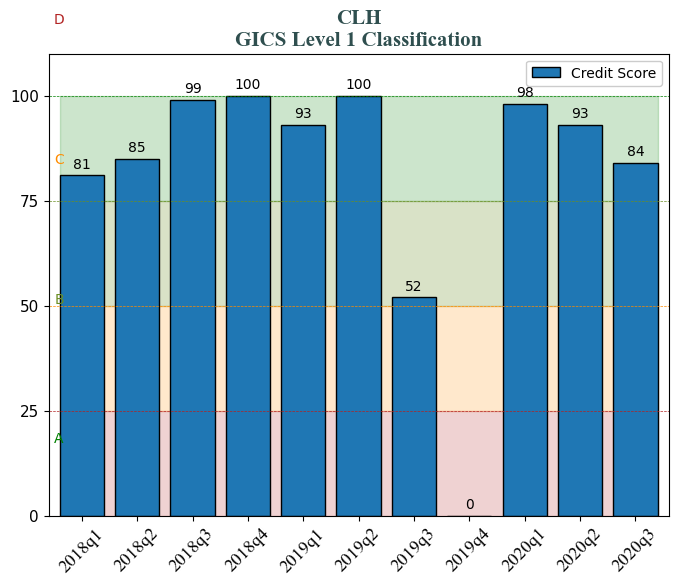 D
CLH
GICS Level 1 Classification
Credit Score
100
99
100
93
100
98
93
C
81
85
84
75
52
B
50
25
A
0
0
2018q1
2018q2
2018q3
2018q4
2019q1
2019q2
2019q3
2019q4
2020q1
2020q2
2020q3